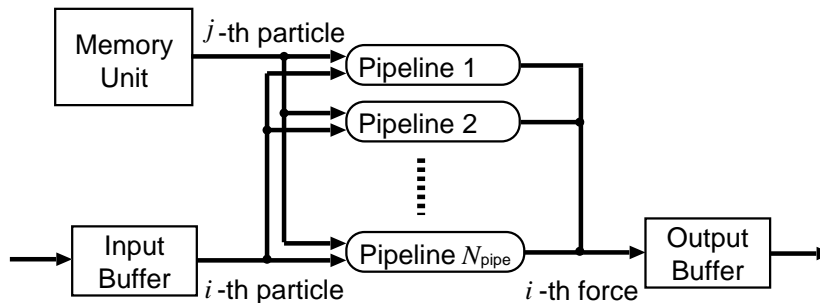 Memory
Unit
j-th particle
Pipeline 1
Pipeline 2
Input
Buffer
i-th particle
Pipeline Npipe
i-th force
Output
Buffer